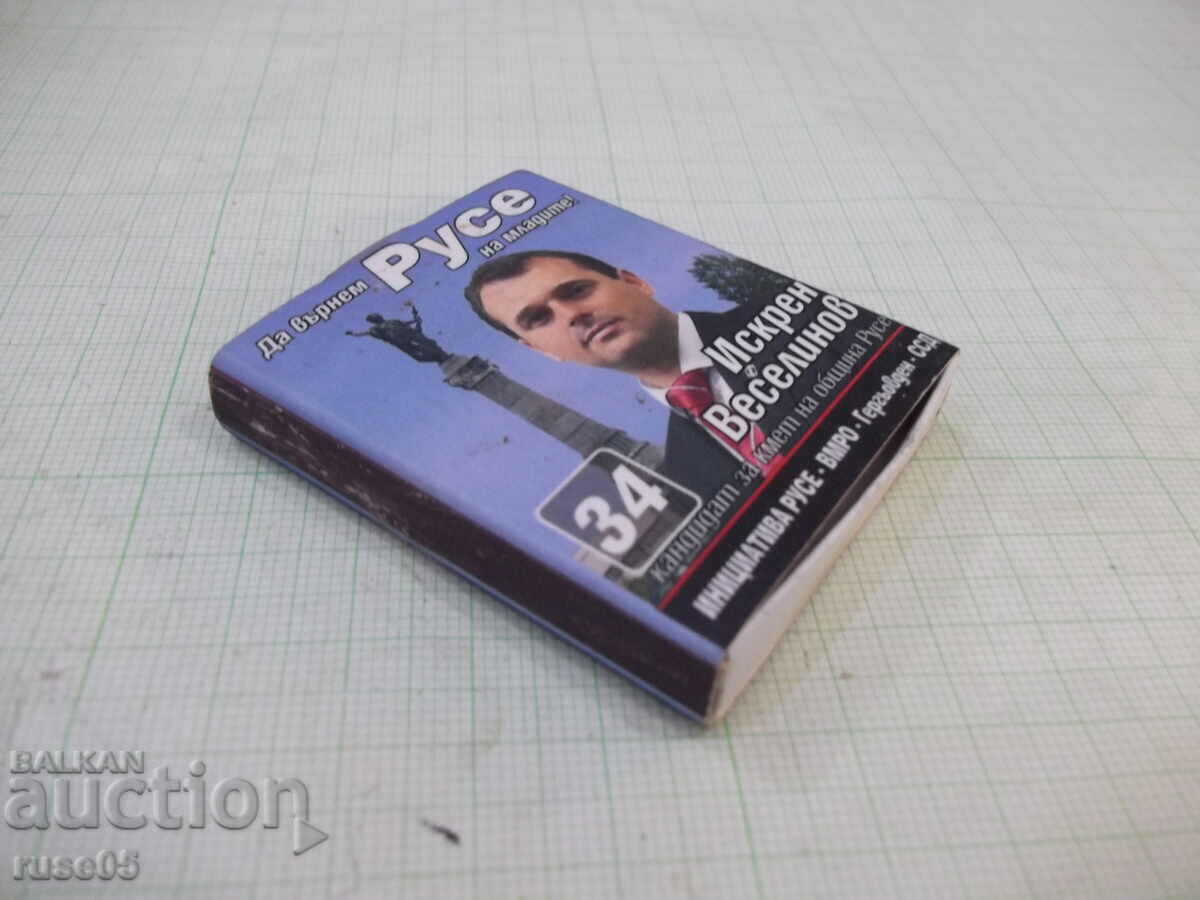 Да върнем
Русе
на младите!
Искрен
Веселинов
34
кандидат за кмет на община Русе
ИНИЦИАТИВА РУСЕ - ВМРО - Гергьовден - ССД
BALKAN
auction
ruse05